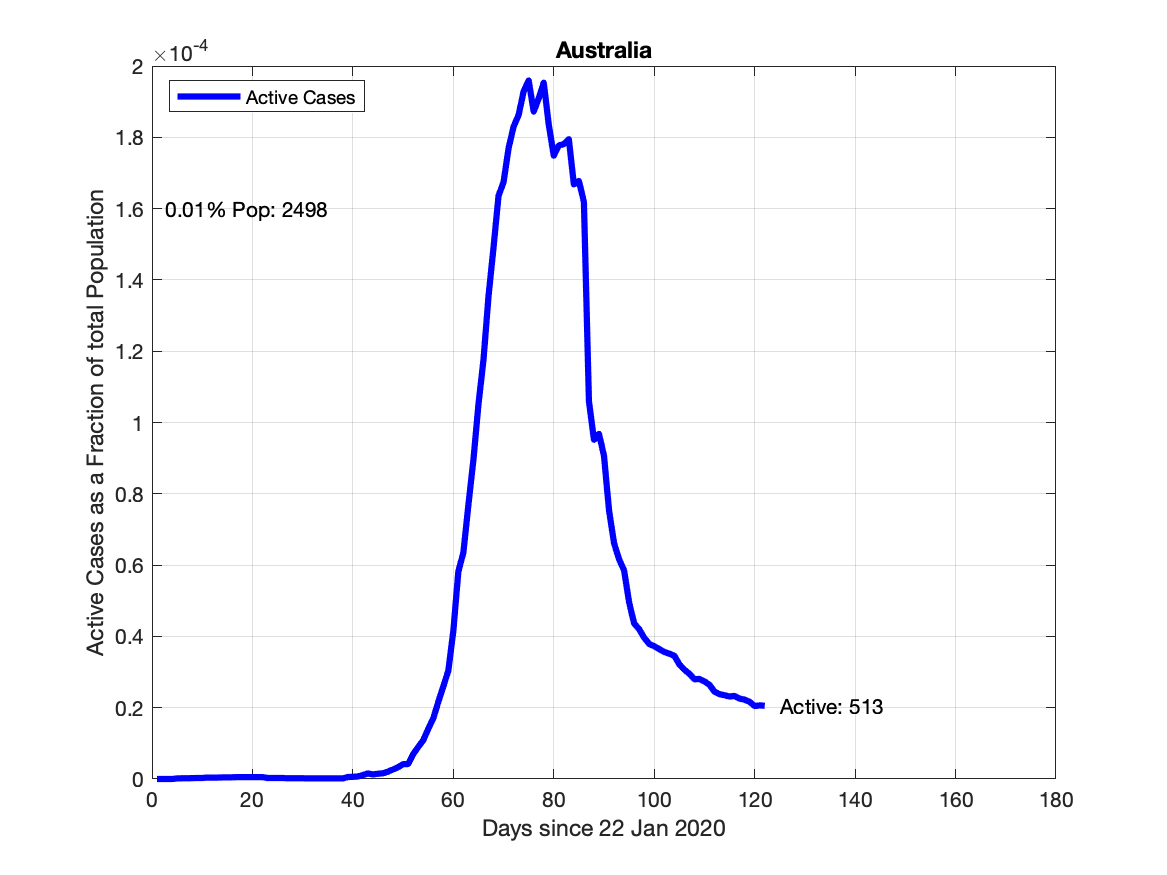 Australia
×10-4
2
1.8
1.6
1.4
1.2
1
0.8
0.6
0.4
0.2
0
Active Cases as a Fraction of total Population
Active Cases
0.01% Pop: 2498
Active: 513
0 20 40 60 80 100 120 140 160 180
Days since 22 Jan 2020